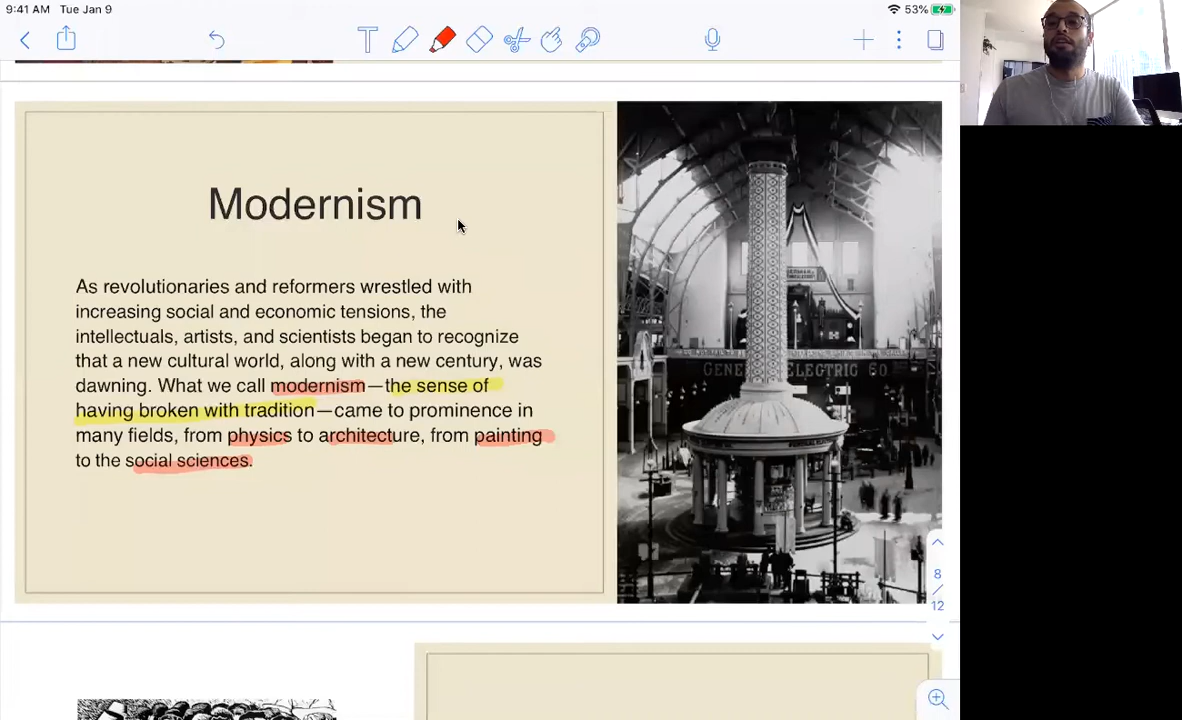 9:41 AM Tue Jan 9
53%
Modernism
As revolutionaries and reformers wrestled with
increasing social and economic tensions, the
intellectuals, artists, and scientists began to recognize
that a new cultural world, along with a new century, was
dawning. What we call modernism—the sense of
having broken with tradition—came to prominence in
many fields, from physics to architecture, from painting
to the social sciences.
GENERAL ELECTRIC CO.
8
/
12